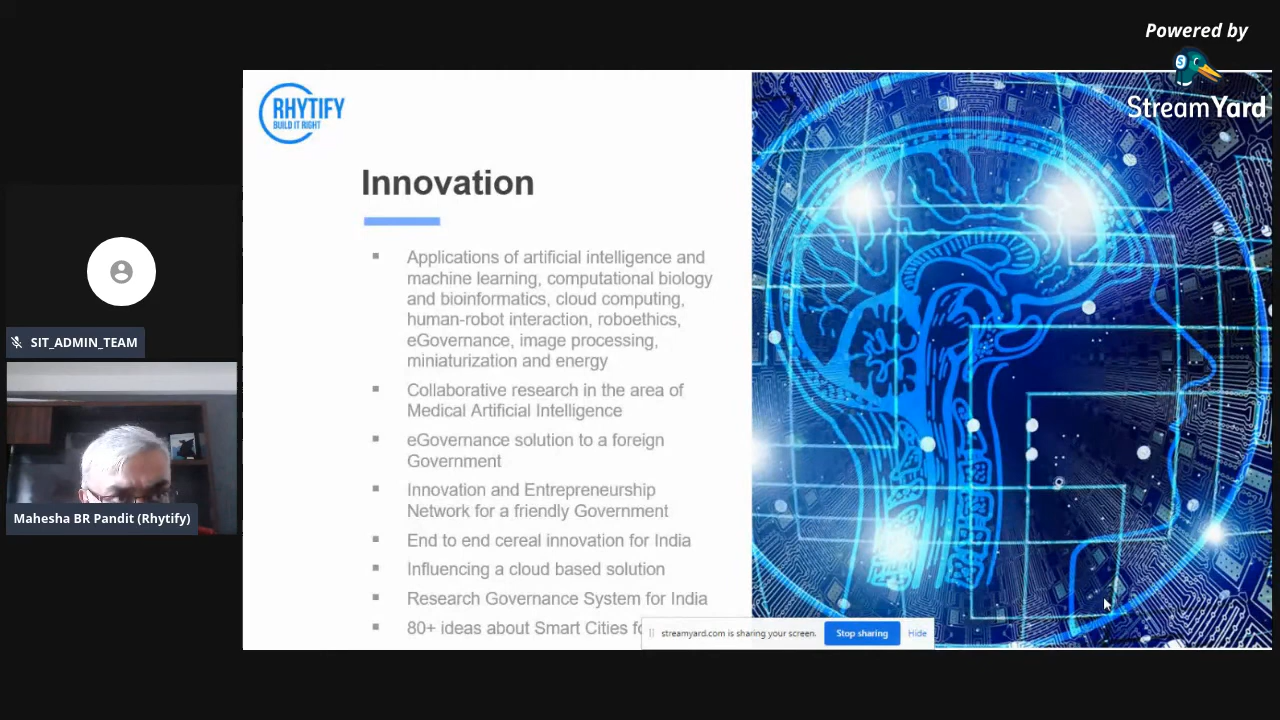 Powered by
StreamYard
RHYTIFY
BUILD IT RIGHT
Innovation
Applications of artificial intelligence and
machine learning, computational biology
and bioinformatics, cloud computing,
human-robot interaction, roboethics,
eGovernance, image processing,
miniaturization and energy
Collaborative research in the area of
Medical Artificial Intelligence
eGovernance solution to a foreign
Government
Innovation and Entrepreneurship
Network for a friendly Government
End to end cereal innovation for India
Influencing a cloud based solution
Research Governance System for India
80+ ideas about Smart Cities
streamyard.com is sharing your screen. Stop sharing Hide
SIT_ADMIN_TEAM
Mahesha BR Pandit (Rhytify)